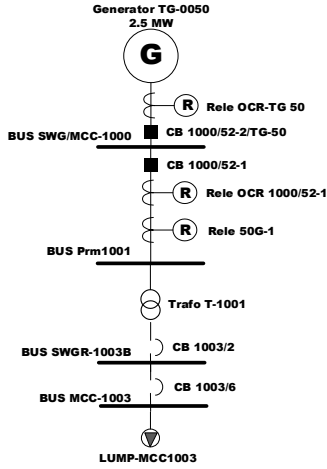 Generator TG-0050
2.5 MW
G
R
Rele OCR-TG 50
BUS SWG/MCC-1000
CB 1000/52-2/TG-50
CB 1000/52-1
R
Rele OCR 1000/52-1
R
Rele 50G-1
BUS Prm1001
Trafo T-1001
BUS SWGR-1003B
CB 1003/2
BUS MCC-1003
CB 1003/6
LUMP-MCC1003